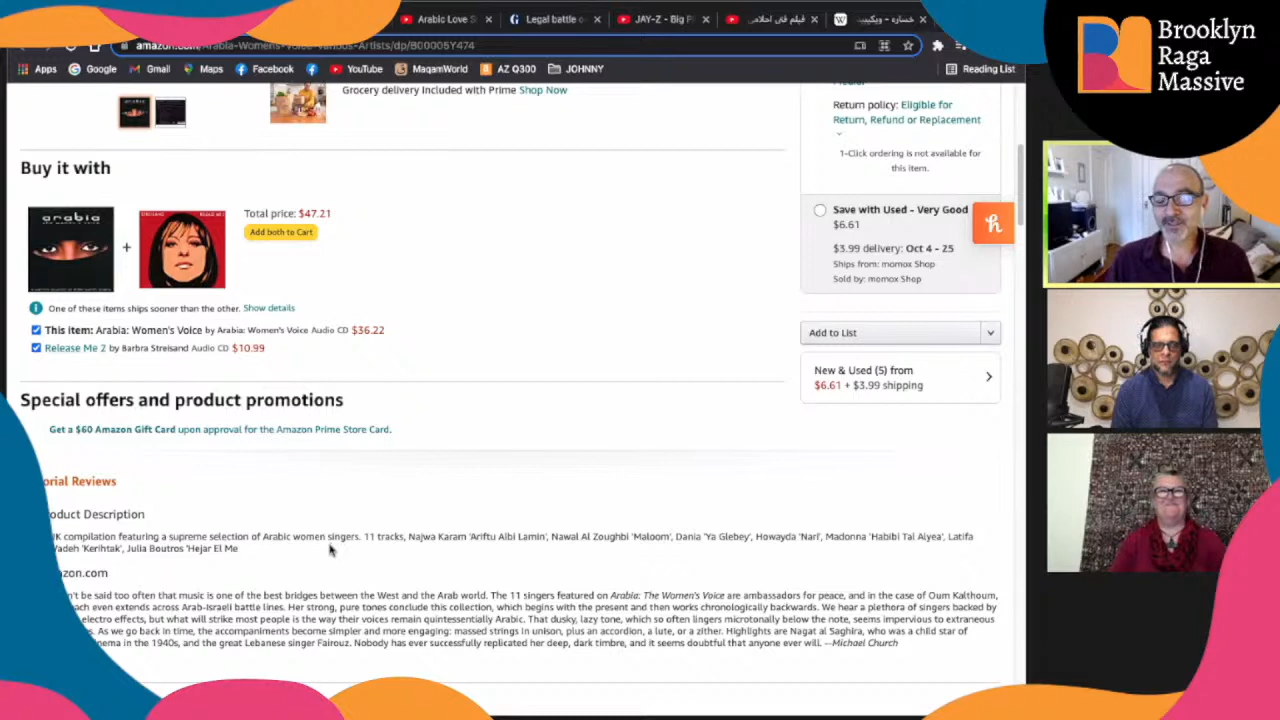 Arabic Love S
Legal battle o
JAY-Z - Big P
فيلم فتى احلامي
خساره - ويكيبيد
amazon.com/Arabia-Womens-Voice-Various-Artists/dp/B00005Y474
Apps Google Gmail Maps Facebook YouTube MaqamWorld AZ Q300 JOHNNY Reading List
Brooklyn
Raga
Massive
Grocery delivery Included with Prime Shop Now
Return policy: Eligible for
Return, Refund or Replacement
1-Click ordering is not available for
this item.
Buy it with
arabia
+
Total price: $47.21
Add both to Cart
One of these items ships sooner than the other. Show details
This item: Arabia: Women's Voice by Arabia: Women's Voice Audio CD $36.22
Release Me 2 by Barbra Streisand Audio CD $10.99
Save with Used - Very Good
$6.61
$3.99 delivery: Oct 4 - 25
Ships from: momox Shop
Sold by: momox Shop
h
Add to List
New & Used (5) from
$6.61 + $3.99 shipping
Special offers and product promotions
Get a $60 Amazon Gift Card upon approval for the Amazon Prime Store Card.
orial Reviews
oduct Description
K compilation featuring a supreme selection of Arabic women singers. 11 tracks, Najwa Karam 'Ariftu Albi Lamin', Nawal Al Zoughbi 'Maloom', Dania 'Ya Glebey', Howayda 'Nari', Madonna 'Habibi Tal Alyea', Latifa
Wadeh 'Kerihtak', Julia Boutros 'Hejar El Me
zon.com
n't be said too often that music is one of the best bridges between the West and the Arab world. The 11 singers featured on Arabia: The Women's Voice are ambassadors for peace, and in the case of Oum Kalthoum,
ach even extends across Arab-Israeli battle lines. Her strong, pure tones conclude this collection, which begins with the present and then works chronologically backwards. We hear a plethora of singers backed by
electro effects, but what will strike most people is the way their voices remain quintessentially Arabic. That dusky, lazy tone, which so often lingers microtonally below the note, seems impervious to extraneous
s. As we go back in time, the accompaniments become simpler and more engaging: massed strings in unison, plus an accordion, a lute, or a zither. Highlights are Nagat al Saghira, who was a child star of
nema in the 1940s, and the great Lebanese singer Fairouz. Nobody has ever successfully replicated her deep, dark timbre, and it seems doubtful that anyone ever will. --Michael Church